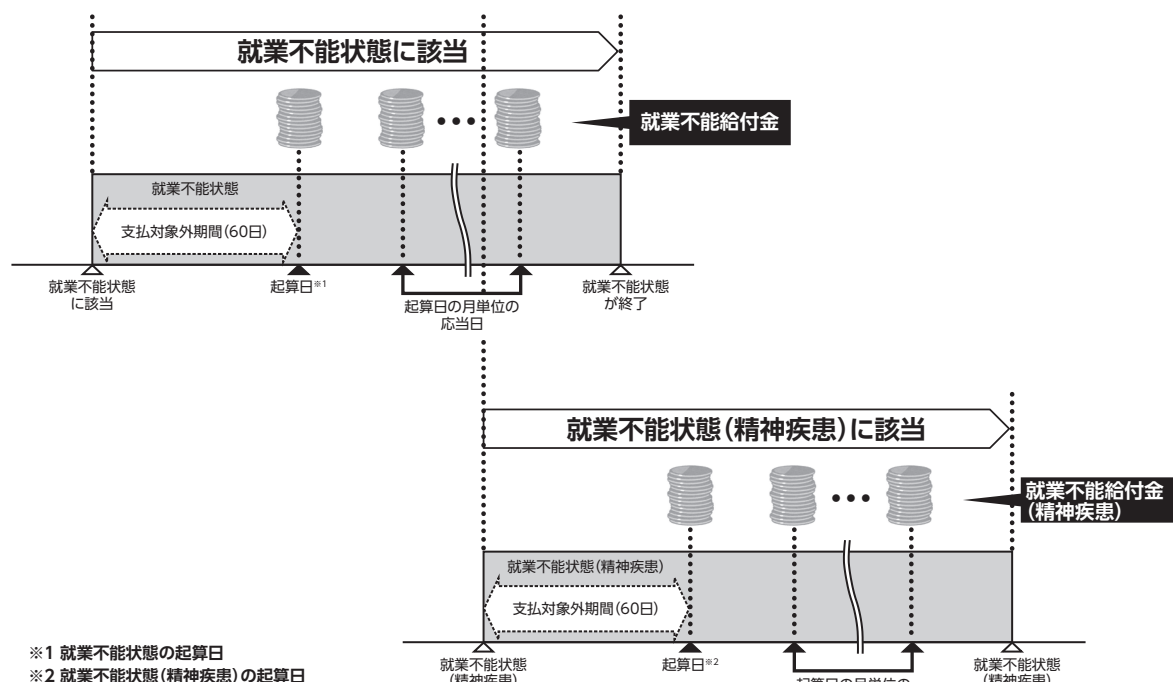 就業不能状態に該当
就業不能給付金
就業不能状態
支払対象外期間(60日)
就業不能状態
に該当
起算日※1
起算日の月単位の
応当日
就業不能状態
が終了
就業不能状態(精神疾患)に該当
就業不能給付金
(精神疾患)
就業不能状態(精神疾患)
支払対象外期間(60日)
就業不能状態
(精神疾患)
起算日※2
起算日の月単位の
就業不能状態
(精神疾患)
※1 就業不能状態の起算日
※2 就業不能状態(精神疾患)の起算日